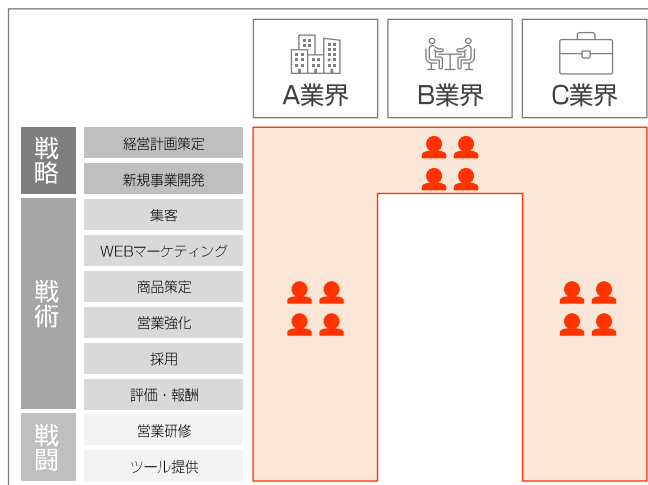 A業界
B業界
C業界
戦略
経営計画策定
新規事業開発
戦術
集客
WEBマーケティング
商品策定
営業強化
採用
評価・報酬
戦闘
営業研修
ツール提供